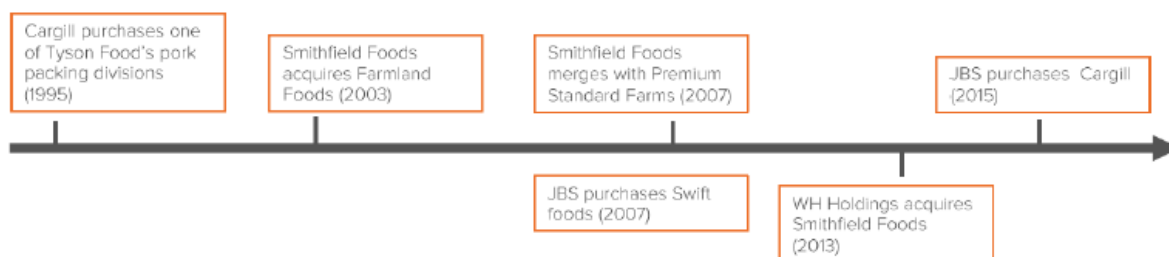 Cargill purchases one
of Tyson Food's pork
packing divisions
(1995)
Smithfield Foods
acquires Farmland
Foods (2003)
Smithfield Foods
merges with Premium
Standard Farms (2007)
JBS purchases Swift
foods (2007)
WH Holdings acquires
Smithfield Foods
(2013)
JBS purchases Cargill
(2015)